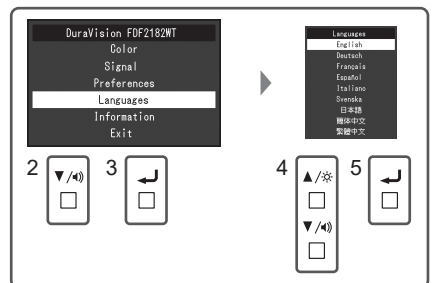 DuraVision FDF2182WT
Color
Signal
Preferences
Languages
Information
Exit
Languages
English
Deutsch
Français
Español
Italiano
Svenska
日本語
简体中文
繁體中文
2
▼/
3
4
▲/
▼/
5